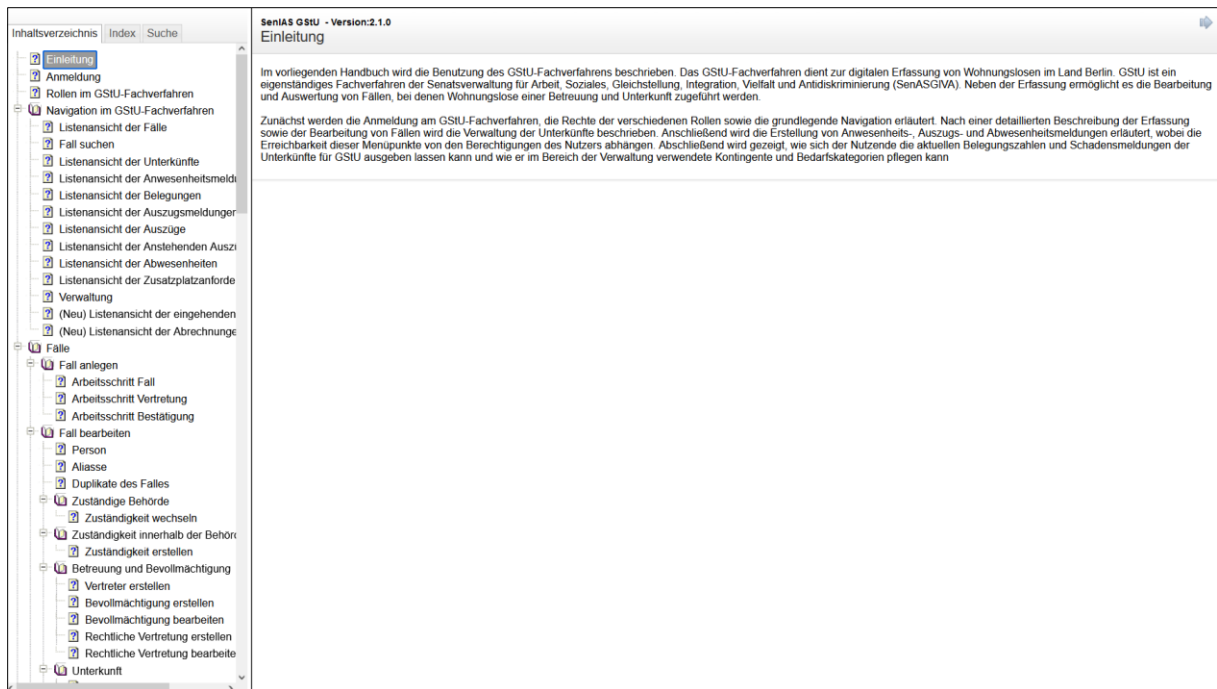 Inhaltsverzeichnis Index Suche
Einleitung
Anmeldung
Rollen im GStU-Fachverfahren
Navigation im GStU-Fachverfahren
Listenansicht der Fälle
Fall suchen
Listenansicht der Unterkünfte
Listenansicht der Anwesenheitsmeldu
Listenansicht der Belegungen
Listenansicht der Auszugsmeldungen
Listenansicht der Auszüge
Listenansicht der Anstehenden Auszu
Listenansicht der Abwesenheiten
Listenansicht der Zusatzplatzanforde
Verwaltung
(Neu) Listenansicht der eingehenden
(Neu) Listenansicht der Abrechnunge
Fälle
Fall anlegen
Arbeitsschritt Fall
Arbeitsschritt Vertretung
Arbeitsschritt Bestätigung
Fall bearbeiten
Person
Aliasse
Duplikate des Falles
Zuständige Behörde
Zuständigkeit wechseln
Zuständigkeit innerhalb der Behörd
Zuständigkeit erstellen
Betreuung und Bevollmächtigung
Vertreter erstellen
Bevollmächtigung erstellen
Bevollmächtigung bearbeiten
Rechtliche Vertretung erstellen
Rechtliche Vertretung bearbeite
Unterkunft
SenIAS GStU - Version:2.1.0
Einleitung
Im vorliegenden Handbuch wird die Benutzung des GStU-Fachverfahrens beschrieben. Das GStU-Fachverfahren dient zur digitalen Erfassung von Wohnungslosen im Land Berlin. GStU ist ein
eigenständiges Fachverfahren der Senatsverwaltung für Arbeit, Soziales, Gleichstellung, Integration, Vielfalt und Antidiskriminierung (SenASGIVA). Neben der Erfassung ermöglicht es die Bearbeitung
und Auswertung von Fällen, bei denen Wohnungslose einer Betreuung und Unterkunft zugeführt werden.
Zunächst werden die Anmeldung am GStU-Fachverfahren, die Rechte der verschiedenen Rollen sowie die grundlegende Navigation erläutert. Nach einer detaillierten Beschreibung der Erfassung
sowie der Bearbeitung von Fällen wird die Verwaltung der Unterkünfte beschrieben. Anschließend wird die Erstellung von Anwesenheits-, Auszugs- und Abwesenheitsmeldungen erläutert, wobei die
Erreichbarkeit dieser Menüpunkte von den Berechtigungen des Nutzers abhängen. Abschließend wird gezeigt, wie sich der Nutzende die aktuellen Belegungszahlen und Schadensmeldungen der
Unterkünfte für GStU ausgeben lassen kann und wie er im Bereich der Verwaltung verwendete Kontingente und Bedarfskategorien pflegen kann